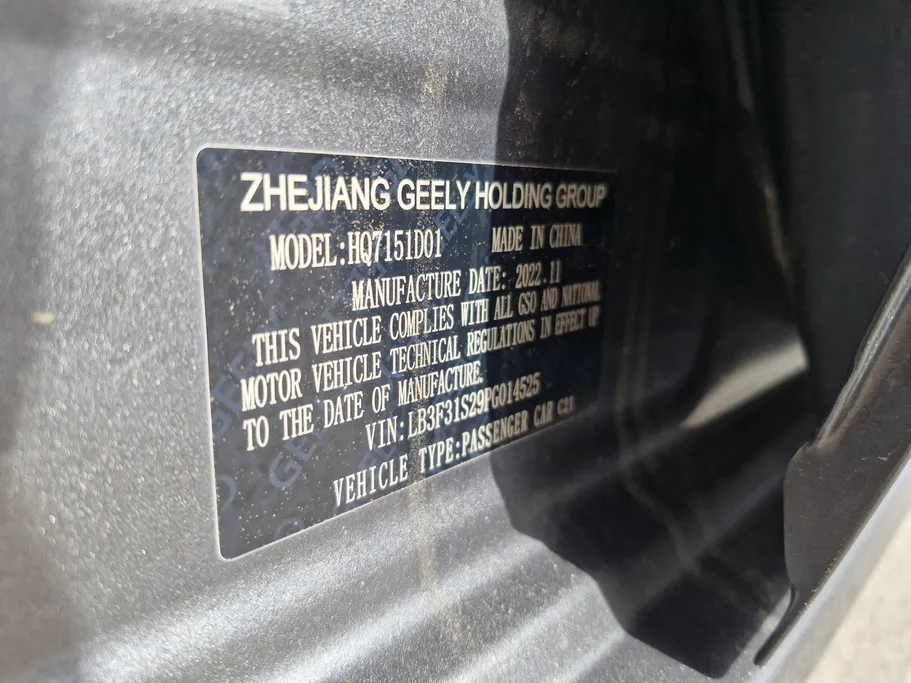 ZHEJIANG GEELY HOLDING GROUP
MODEL:HQ7151D01 MADE IN CHINA
MANUFACTURE DATE: 2022.11
THIS VEHICLE COMPLIES WITH ALL GSO AND NATIONAL
MOTOR VEHICLE TECHNICAL REGULATIONS IN EFFECT UP
TO THE DATE OF MANUFACTURE.
VIN:LB3F31S29PG014525
VEHICLE TYPE:PASSENGER CAR